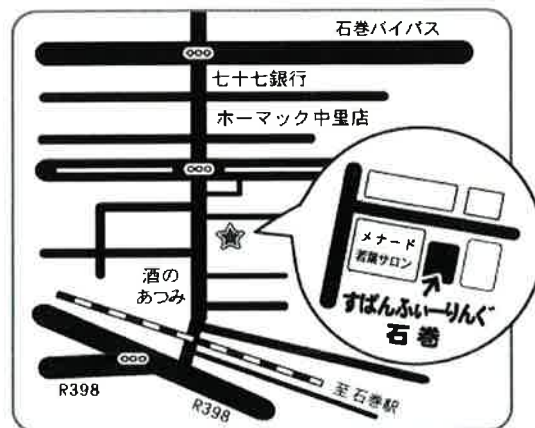 石巻バイパス
七十七銀行
ホーマック中里店
メナード
若葉サロン
すぱんふぃーりんぐ
石巻
酒の
あつみ
至石巻駅
R398
R398